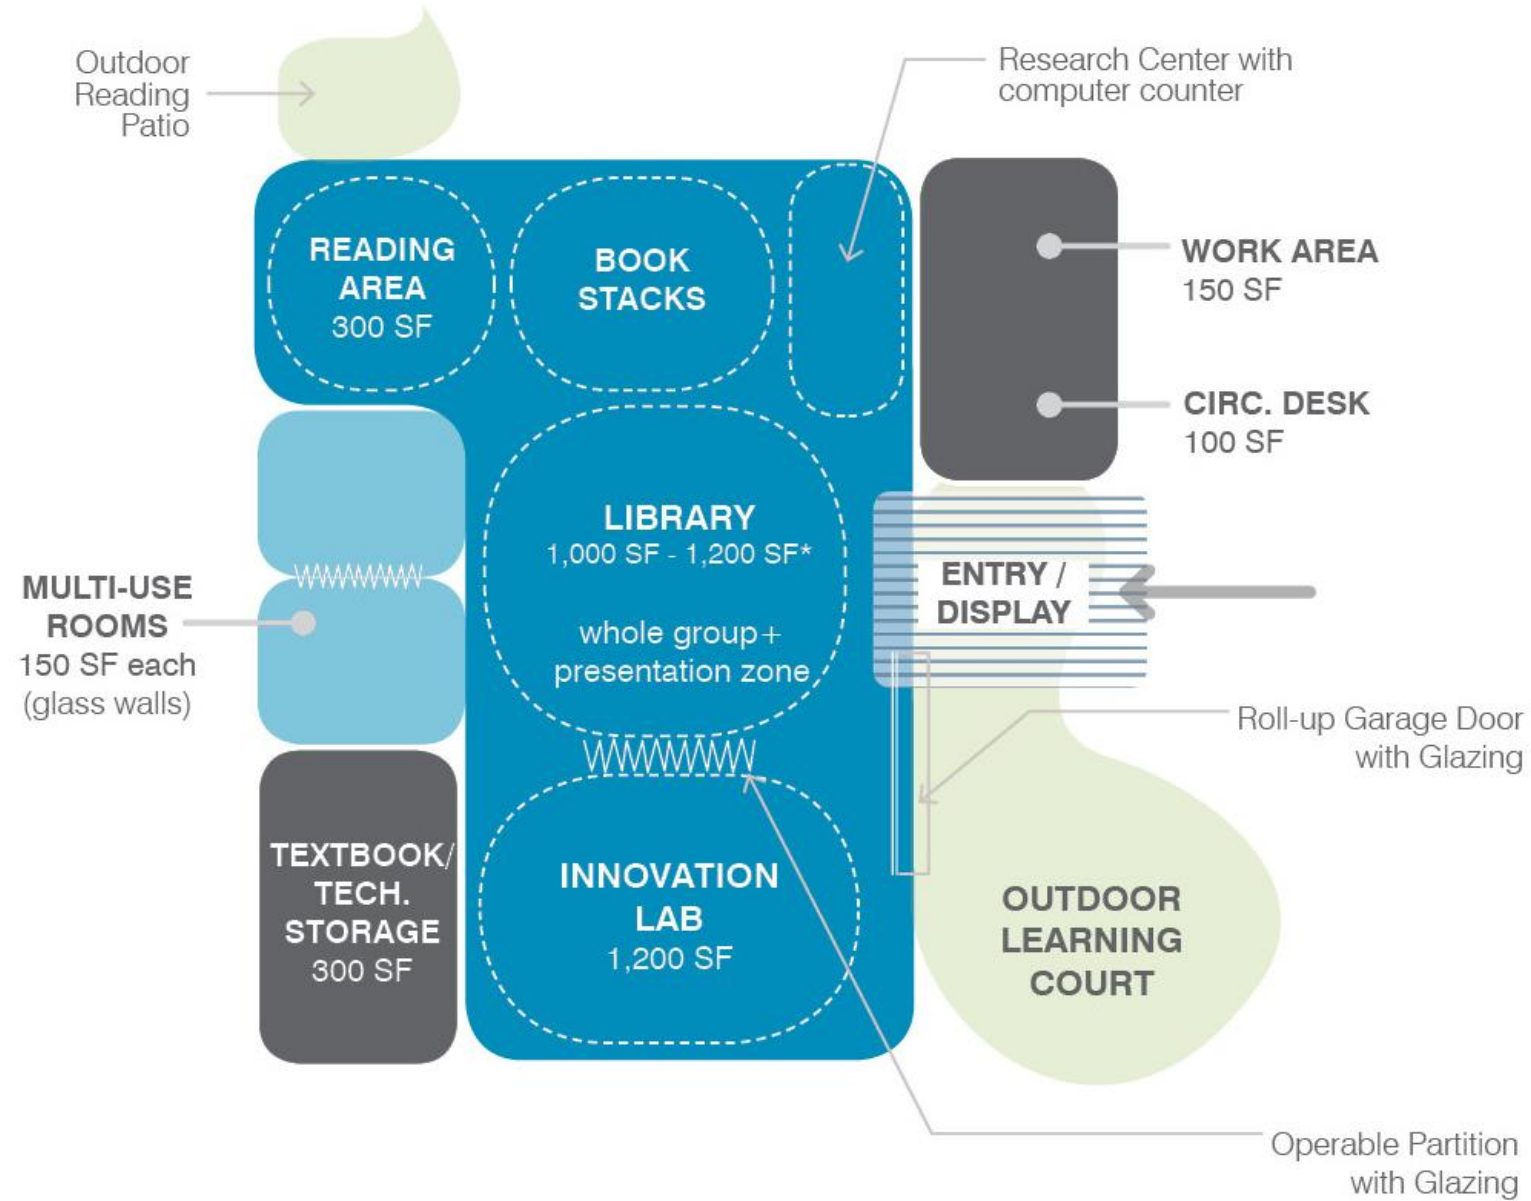 Outdoor
Reading
Patio
Research Center with
computer counter
READING
AREA
300 SF
BOOK
STACKS
WORK AREA
150 SF
CIRC. DESK
100 SF
LIBRARY
1,000 SF - 1,200 SF*
whole group+
presentation zone
ENTRY /
DISPLAY
MULTI-USE
ROOMS
150 SF each
(glass walls)
Roll-up Garage Door
with Glazing
TEXTBOOK/
TECH.
STORAGE
300 SF
INNOVATION
LAB
1,200 SF
OUTDOOR
LEARNING
COURT
Operable Partition
with Glazing